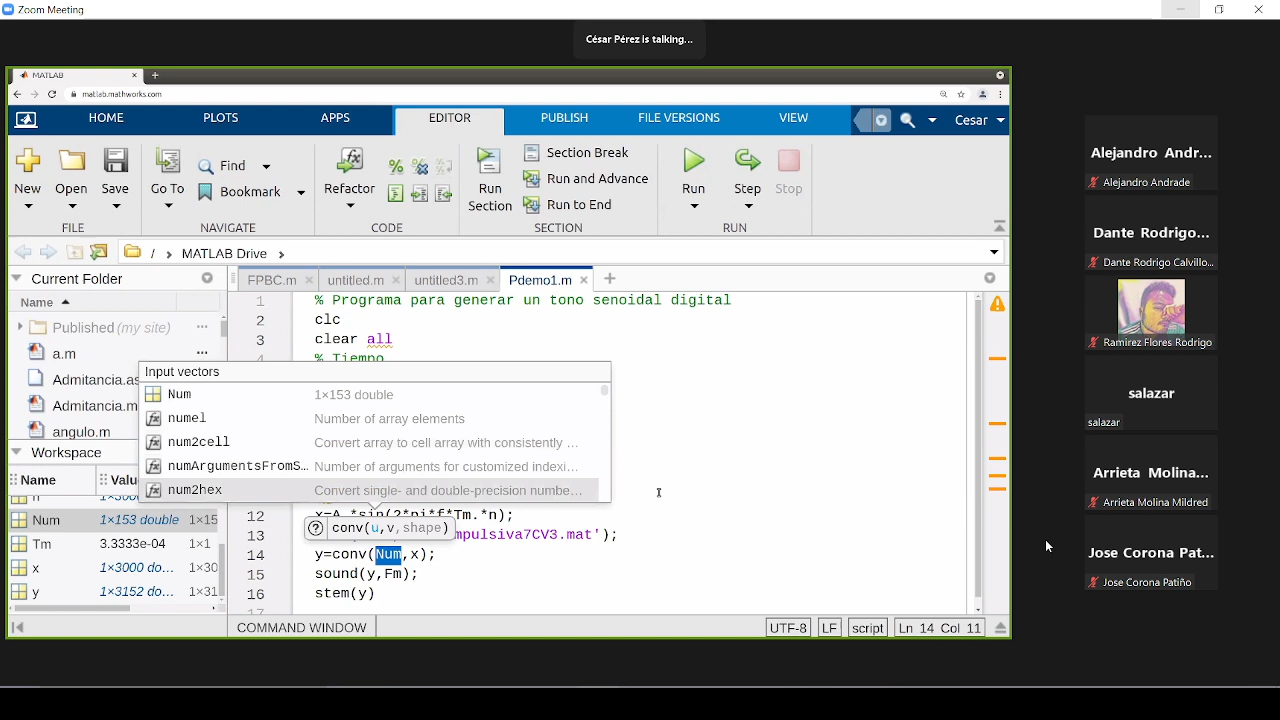 Zoom Meeting
César Pérez is talking...
MATLAB
matlab.mathworks.com
HOME PLOTS APPS EDITOR PUBLISH FILE VERSIONS VIEW Cesar
New Open Save
FILE
Go To Find Bookmark
NAVIGATE
Refactor
CODE
Run Section
Section Break
Run and Advance
Run to End
SECTION
Run Step Stop
RUN
/ MATLAB Drive
Current Folder
Name
Published (my site)
a.m
Admitancia.as
Admitancia.m
angulo.m
Workspace
Name Valu
Num 1×153 double 1×15
Tm 3.3333e-04 1×1
x 1×3000 do... 1×30
y 1×3152 do... 1×31
FPBC.m untitled.m untitled3.m Pdemo1.m
1 % Programa para generar un tono senoidal digital
2 clc
3 clear all
4 % Tiempo
Input vectors
Num 1×153 double
numel Number of array elements
num2cell Convert array to cell array with consistently ...
numArgumentsFromS... Number of arguments for customized indexi...
num2hex Convert single- and double-precision numbe...
12 x=A.*sin(2*pi*f*Tm.*n);
conv(u,v,shape)
13 mpulsiva7CV3.mat');
14 y=conv(Num,x);
15 sound(y,Fm);
16 stem(y)
17
COMMAND WINDOW
UTF-8 LF script Ln 14 Col 11
Alejandro Andr...
Alejandro Andrade
Dante Rodrigo...
Dante Rodrigo Calvillo...
Ramirez Flores Rodrigo
salazar
salazar
Arrieta Molina...
Arrieta Molina Mildred
Jose Corona Pat...
Jose Corona Patiño